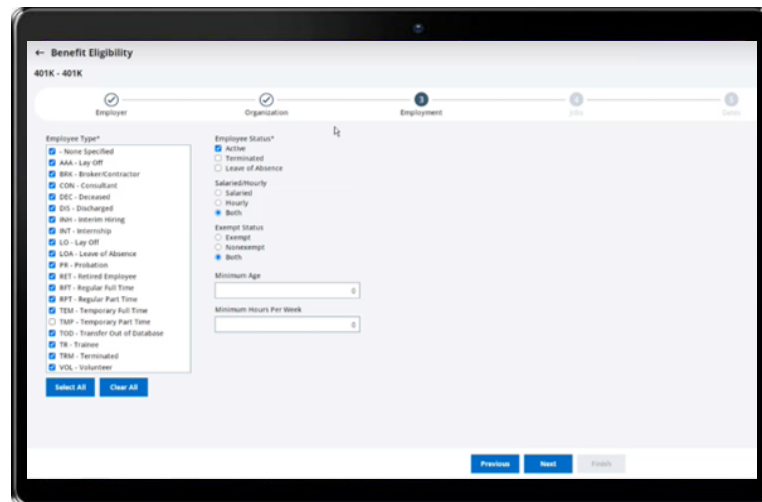 ← Benefit Eligibility
401K - 401K
Employer
Organization
3
Employment
4
Jobs
5
Dates
Employee Type*
- None Specified
AAA - Lay Off
BRK - Broker/Contractor
CON - Consultant
DEC - Deceased
DIS - Discharged
INH - Interim Hiring
INT - Internship
LO - Lay Off
LOA - Leave of Absence
PR - Probation
RET - Retired Employee
RFT - Regular Full Time
RPT - Regular Part Time
TEM - Temporary Full Time
TMP - Temporary Part Time
TOD - Transfer Out of Database
TR - Trainee
TRM - Terminated
VOL - Volunteer
Select All
Clear All
Employee Status*
Active
Terminated
Leave of Absence
Salaried/Hourly
Salaried
Hourly
Both
Exempt Status
Exempt
Nonexempt
Both
Minimum Age
Minimum Hours Per Week
Previous
Next
Finish